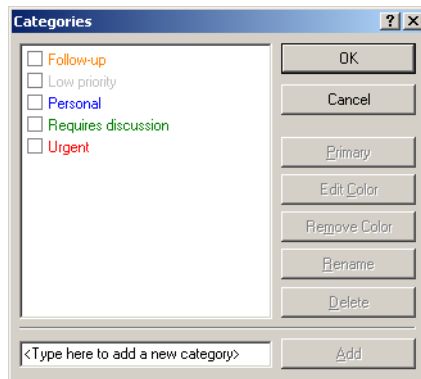 Categories
Follow-up
Low priority
Personal
Requires discussion
Urgent
OK
Cancel
Primary
Edit Color
Remove Color
Rename
Delete
<Type here to add a new category>
Add